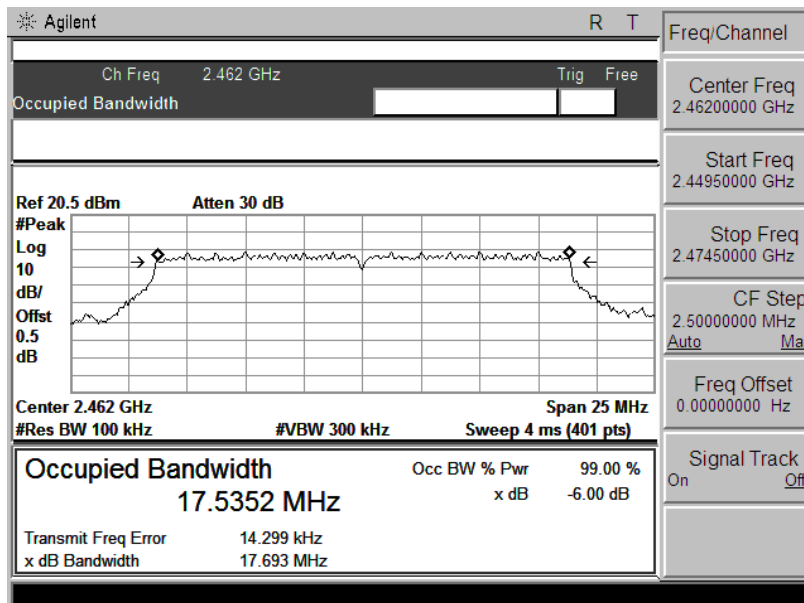 Agilent R T
Ch Freq 2.462 GHz Trig Free
Occupied Bandwidth
Ref 20.5 dBm Atten 30 dB
#Peak
Log
10
dB/
Offst
0.5
dB
Center 2.462 GHz Span 25 MHz
#Res BW 100 kHz #VBW 300 kHz Sweep 4 ms (401 pts)
Occupied Bandwidth
17.5352 MHz
Occ BW % Pwr 99.00 %
x dB -6.00 dB
Transmit Freq Error 14.299 kHz
x dB Bandwidth 17.693 MHz
Freq/Channel
Center Freq
2.46200000 GHz
Start Freq
2.44950000 GHz
Stop Freq
2.47450000 GHz
CF Step
2.50000000 MHz
Auto Ma
Freq Offset
0.00000000 Hz
Signal Track
On Off